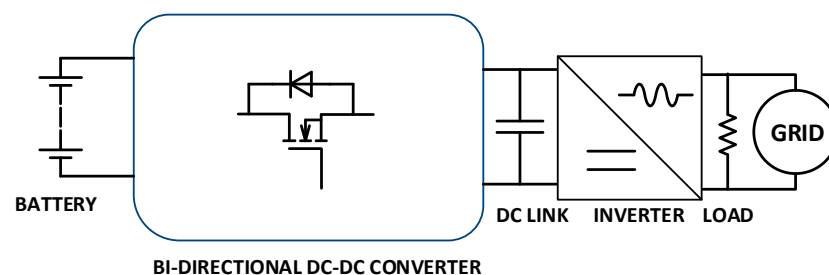 GRID
BATTERY
DC LINK
INVERTER
LOAD
BI-DIRECTIONAL DC-DC CONVERTER